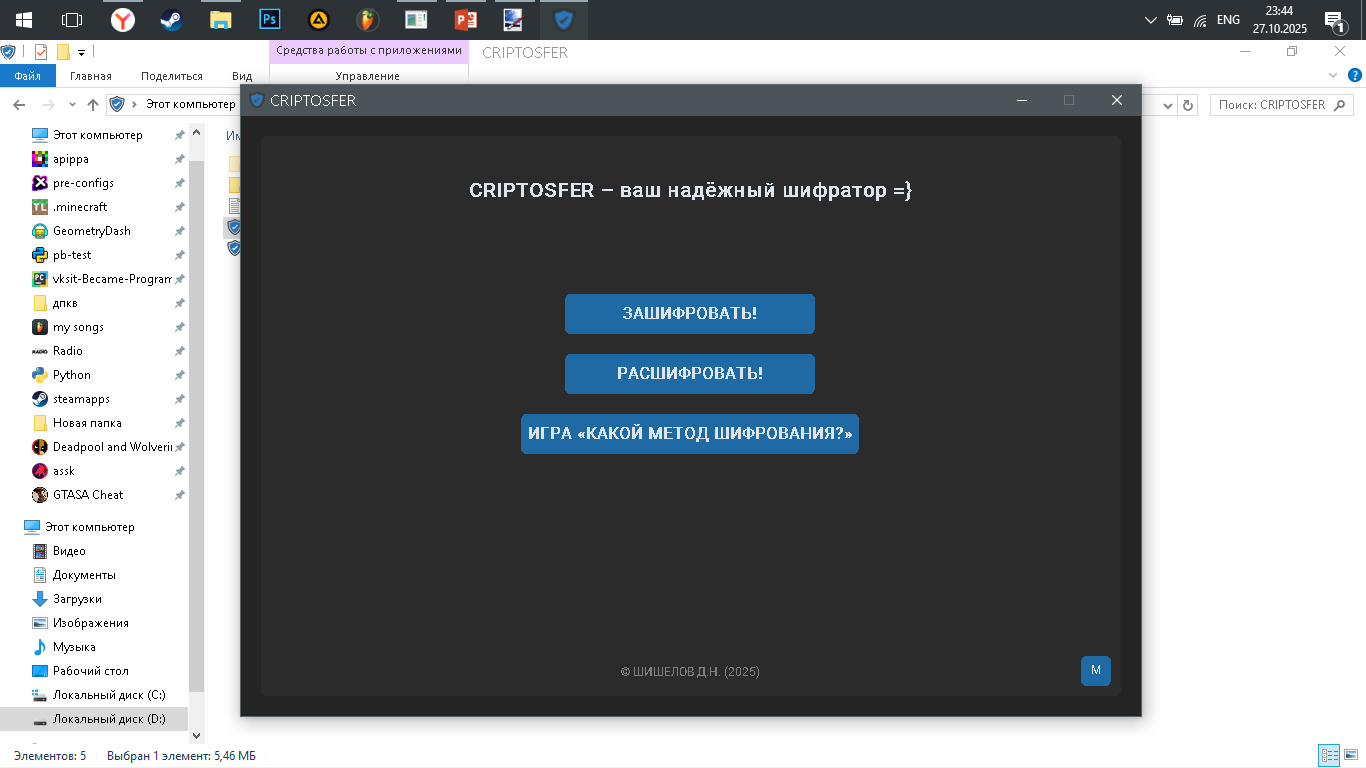 ENG
23:44
27.10.2025
1
Средства работы с приложениями
CRIPTOSFER
Файл
Главная
Поделиться
Вид
Управление
Этот компьютер
Поиск: CRIPTOSFER
CRIPTOSFER
Этот компьютер
apippa
pre-configs
.minecraft
GeometryDash
pb-test
vksit-Became-Program
дпкв
my songs
Radio
Python
steamapps
Новая папка
Deadpool and Wolverin
assk
GTASA Cheat
Этот компьютер
Видео
Документы
Загрузки
Изображения
Музыка
Рабочий стол
Локальный диск (C:)
Локальный диск (D:)
CRIPTOSFER – ваш надёжный шифратор =}
ЗАШИФРОВАТЬ!
РАСШИФРОВАТЬ!
ИГРА «КАКОЙ МЕТОД ШИФРОВАНИЯ?»
© ШИШЕЛОВ Д.Н. (2025)
М
Элементов: 5
Выбран 1 элемент: 5,46 МБ